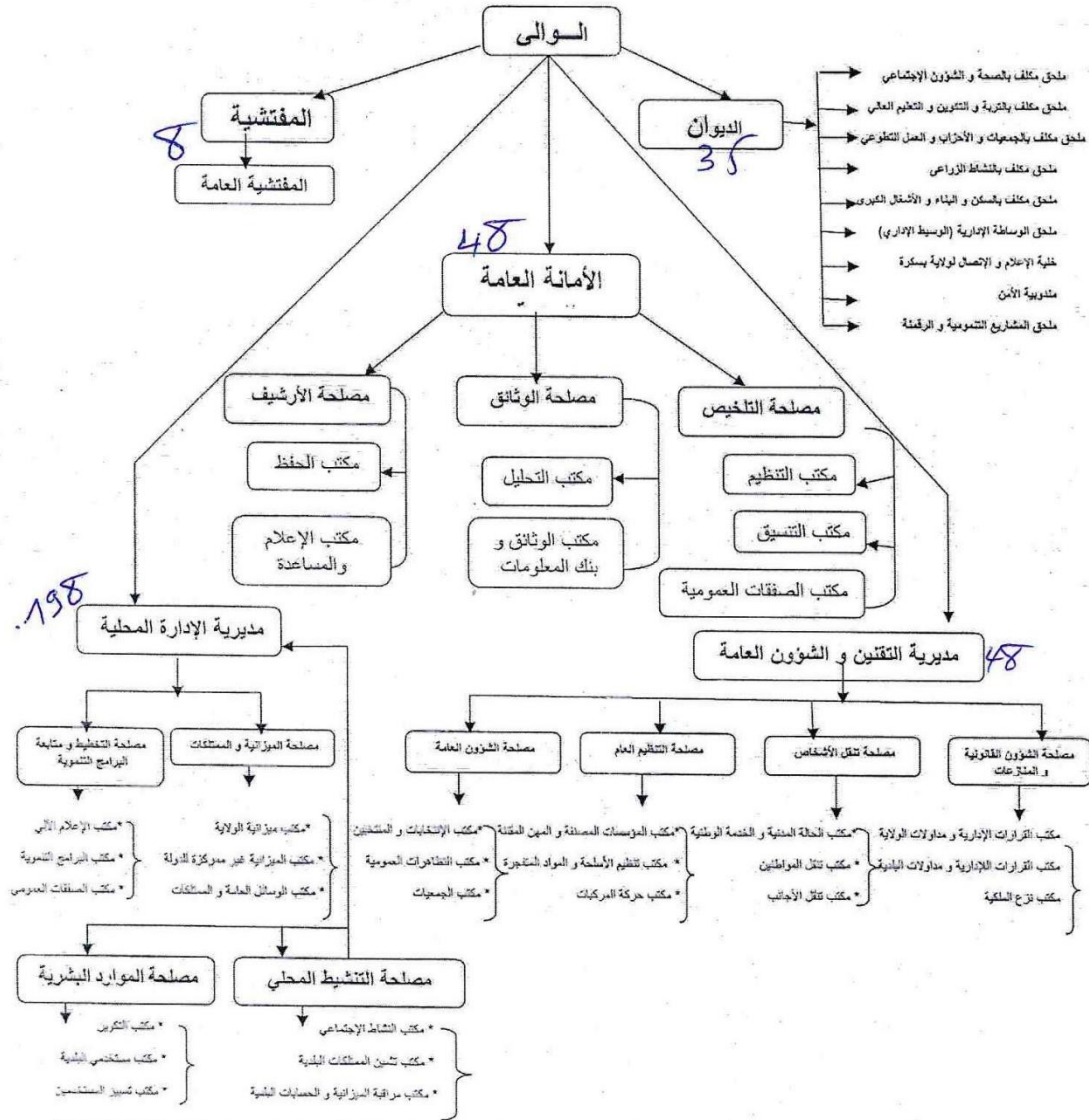 الـــوالى
المفتشية
8
المفتشية العامة
الديوان
35
ملحق مكلف بالصحة و الشؤون الإجتماعي
ملحق مكلف بالتربة و التكوين و التعليم العالي
ملحق مكلف بالجمعيات و الأحزاب و العمل التطوعي
ملحق مكلف بالنشاط الزراعي
ملحق مكلف بالسكن و البناء و الأشغال الكبرى
ملحق الوساطة الإدارية (الوسيط الإداري)
خلية الإعلام و الإتصال لولاية بسكرة
مندوبية الأمن
ملحق المشاريع التنموية و الرقمنة
48
الأمانة العامة
مصلحة التلخيص
مكتب التنظيم
مكتب التنسيق
مكتب الصفقات العمومية
مصلحة الوثائق
مكتب التحليل
مكتب الوثائق و
بنك المعلومات
مصلحة الأرشيف
مكتب الحفظ
مكتب الإعلام
والمساعدة
48
مديرية التقنين و الشؤون العامة
مصلحة الشؤون القانونية
و المنازعات
مكتب القرارات الإدارية و مداولات الولاية
مكتب القرارات اللإدارية و مداولات البلدية
مكتب نزع الملكية
مصلحة تنقل الأشخاص
*مكتب الحالة المدنية و الخدمة الوطنية
* مكتب تنقل المواطنين
* مكتب تنقل الأجانب
مصلحة التنظيم العام
*مكتب المؤسسات المصنفة و المهن المقننة
* مكتب تنظيم الأسلحة و المواد المتفجرة
* مكتب حركة المركبات
مصلحة الشؤون العامة
*مكتب الإنتخابات و المنتخبين
* مكتب التظاهرات العمومية
* مكتب الجمعيات
198
مديرية الإدارة المحلية
مصلحة الميزانية و الممتلكات
*مكتب ميزانية الولاية
* مكتب الميزانية غير ممركزة للدولة
* مكتب الوسائل العامة و الممتلكات
مصلحة التخطيط و متابعة
البرامج التنموية
*مكتب الإعلام الآلي
* مكتب البرامج التنموية
* مكتب الصفقات العمومي
مصلحة التنشيط المحلي
* مكتب النشاط الإجتماعي
* مكتب تثمين الممتلكات البلدية
* مكتب مراقبة الميزانية و الحسابات البلدية
مصلحة الموارد البشرية
* مكتب التكوين
* مكتب مستخدمي البلدية
* مكتب تسيير المستخدمين